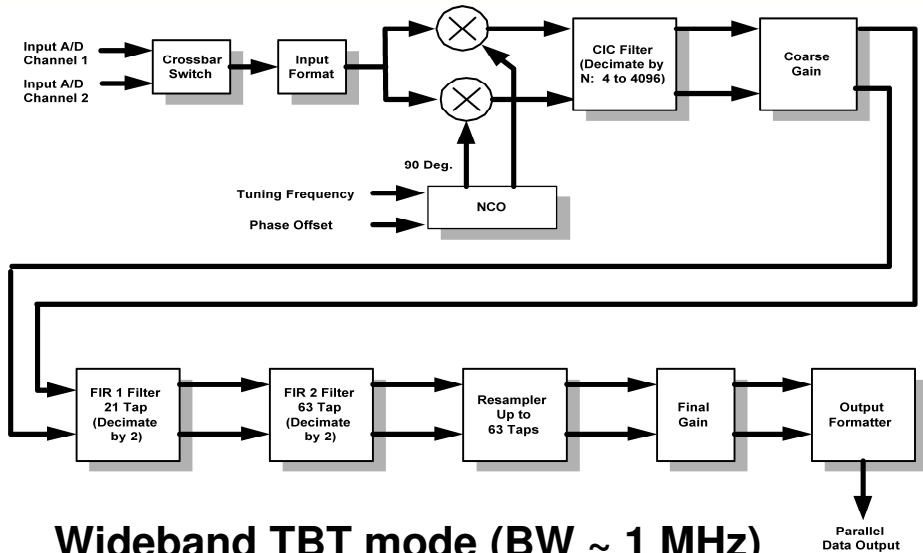 Input A/D
Channel 1
Input A/D
Channel 2
Crossbar
Switch
Input
Format
90 Deg.
Tuning Frequency
Phase Offset
NCO
CIC Filter
(Decimate by
N: 4 to 4096)
Coarse
Gain
FIR 1 Filter
21 Tap
(Decimate
by 2)
FIR 2 Filter
63 Tap
(Decimate
by 2)
Resampler
Up to
63 Taps
Final
Gain
Output
Formatter
Parallel
Data Output
Wideband TBT mode (BW ~ 1 MHz)